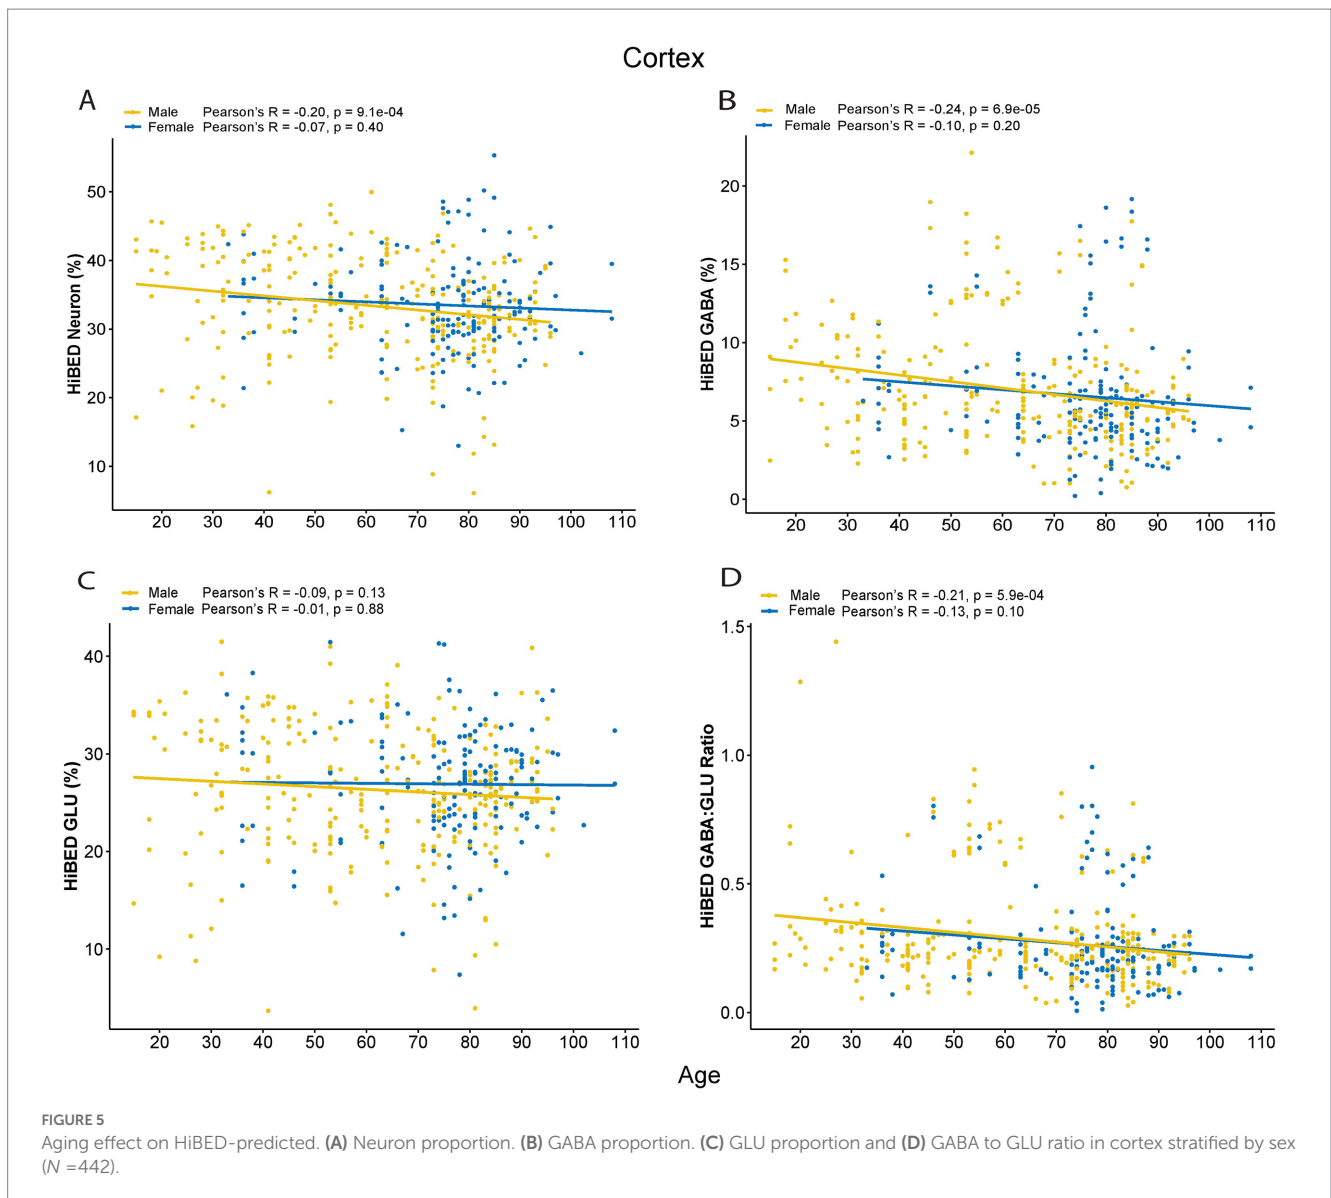 Cortex
A
Male Pearson's R = -0.20, p = 9.1e-04
Female Pearson's R = -0.07, p = 0.40
HiBED Neuron (%)
50
40
30
20
10
20 30 40 50 60 70 80 90 100 110
B
Male Pearson's R = -0.24, p = 6.9e-05
Female Pearson's R = -0.10, p = 0.20
HiBED GABA (%)
20
15
10
5
0
20 30 40 50 60 70 80 90 100 110
C
Male Pearson's R = -0.09, p = 0.13
Female Pearson's R = -0.01, p = 0.88
HiBED GLU (%)
40
30
20
10
20 30 40 50 60 70 80 90 100 110
D
Male Pearson's R = -0.21, p = 5.9e-04
Female Pearson's R = -0.13, p = 0.10
HiBED GABA:GLU Ratio
1.5
1.0
0.5
0.0
20 30 40 50 60 70 80 90 100 110
Age
FIGURE 5
Aging effect on HiBED-predicted. (A) Neuron proportion. (B) GABA proportion. (C) GLU proportion and (D) GABA to GLU ratio in cortex stratified by sex
(N =442).